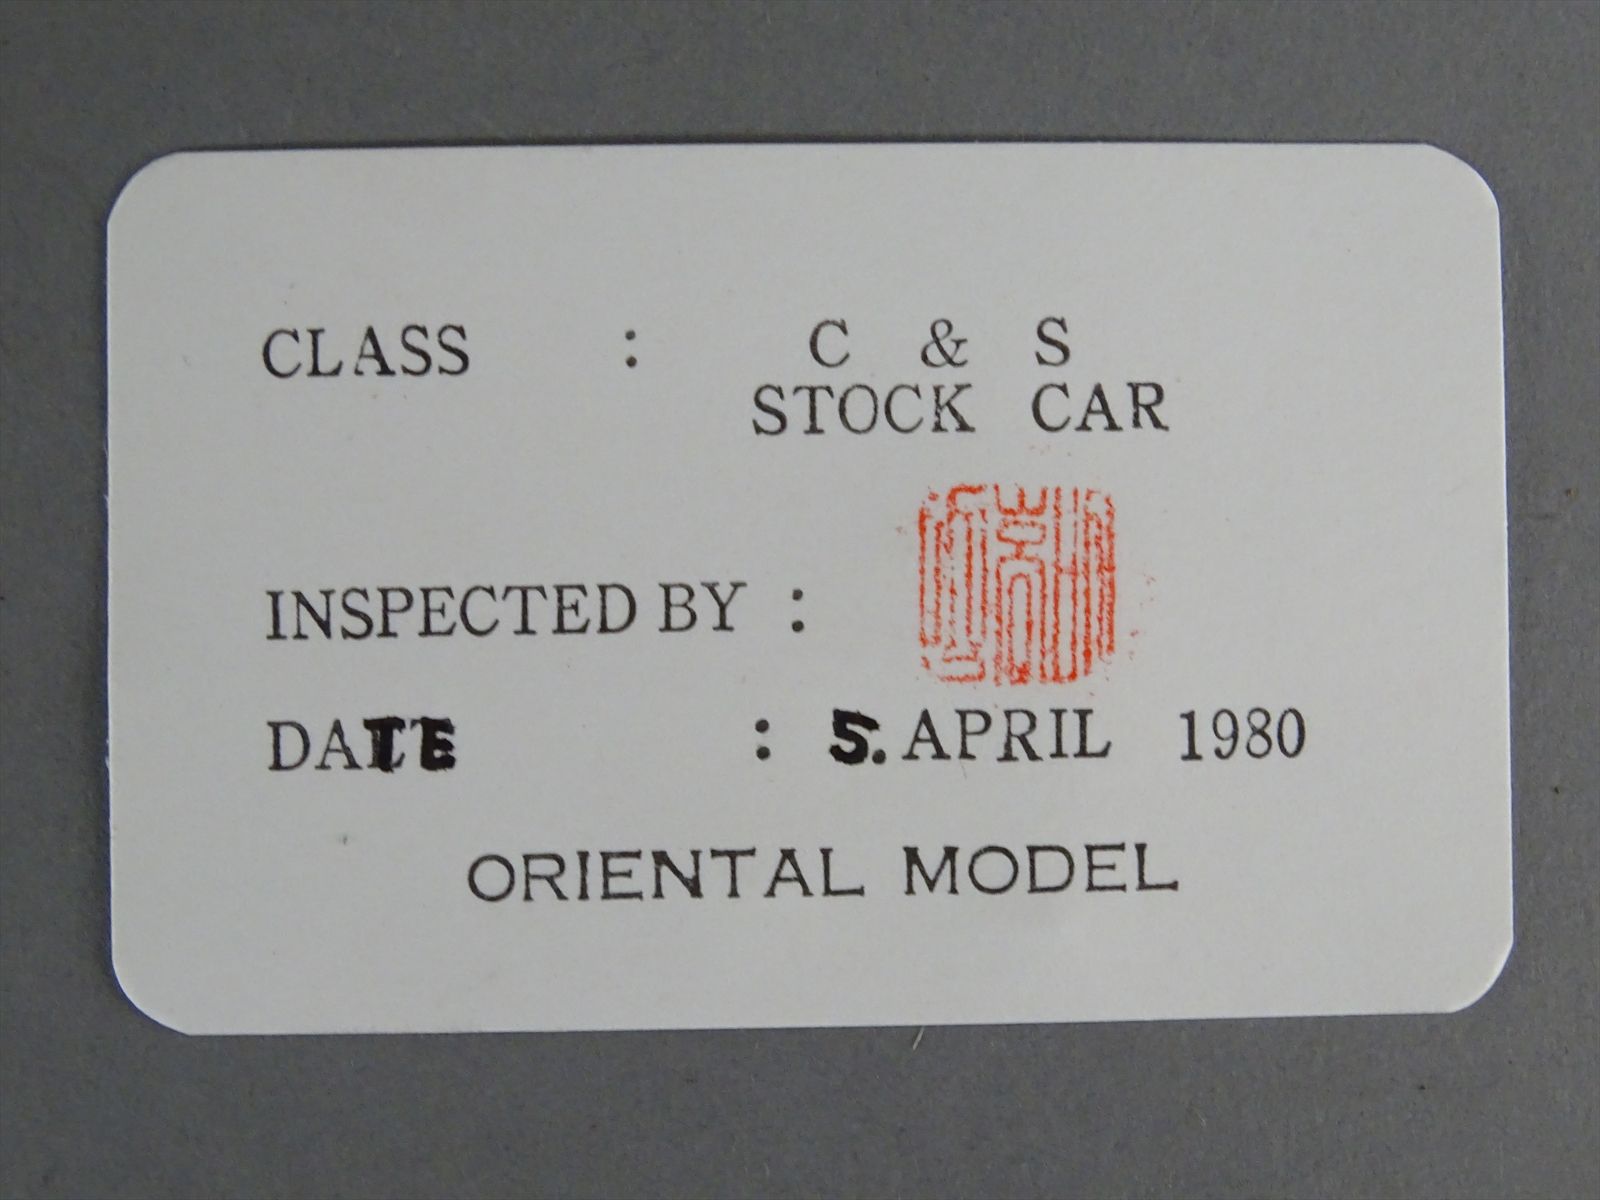 CLASS : C & S
STOCK CAR
INSPECTED BY :
DATE : 5. APRIL 1980
ORIENTAL MODEL